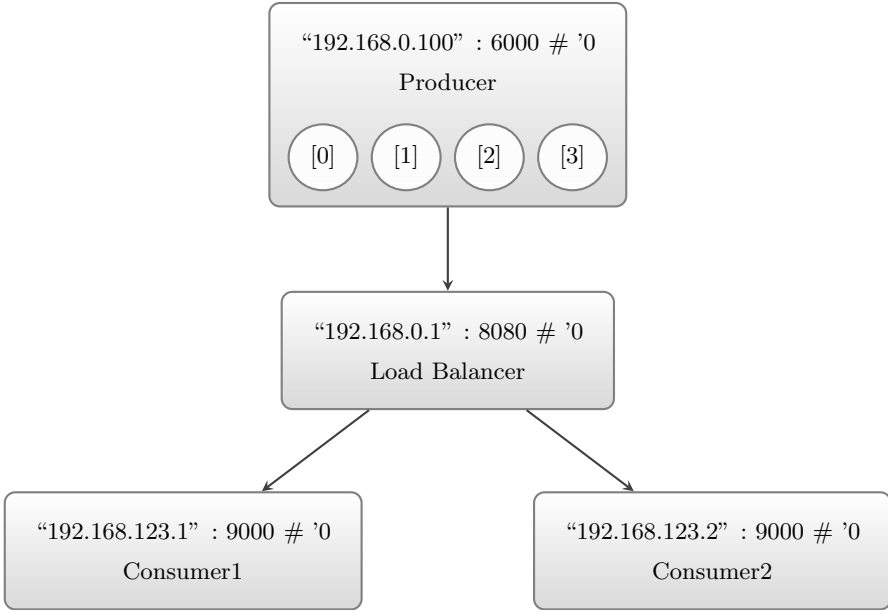 “192.168.0.100” : 6000 # '0
Producer
[0] [1] [2] [3]
“192.168.0.1” : 8080 # '0
Load Balancer
“192.168.123.1” : 9000 # '0
Consumer1
“192.168.123.2” : 9000 # '0
Consumer2